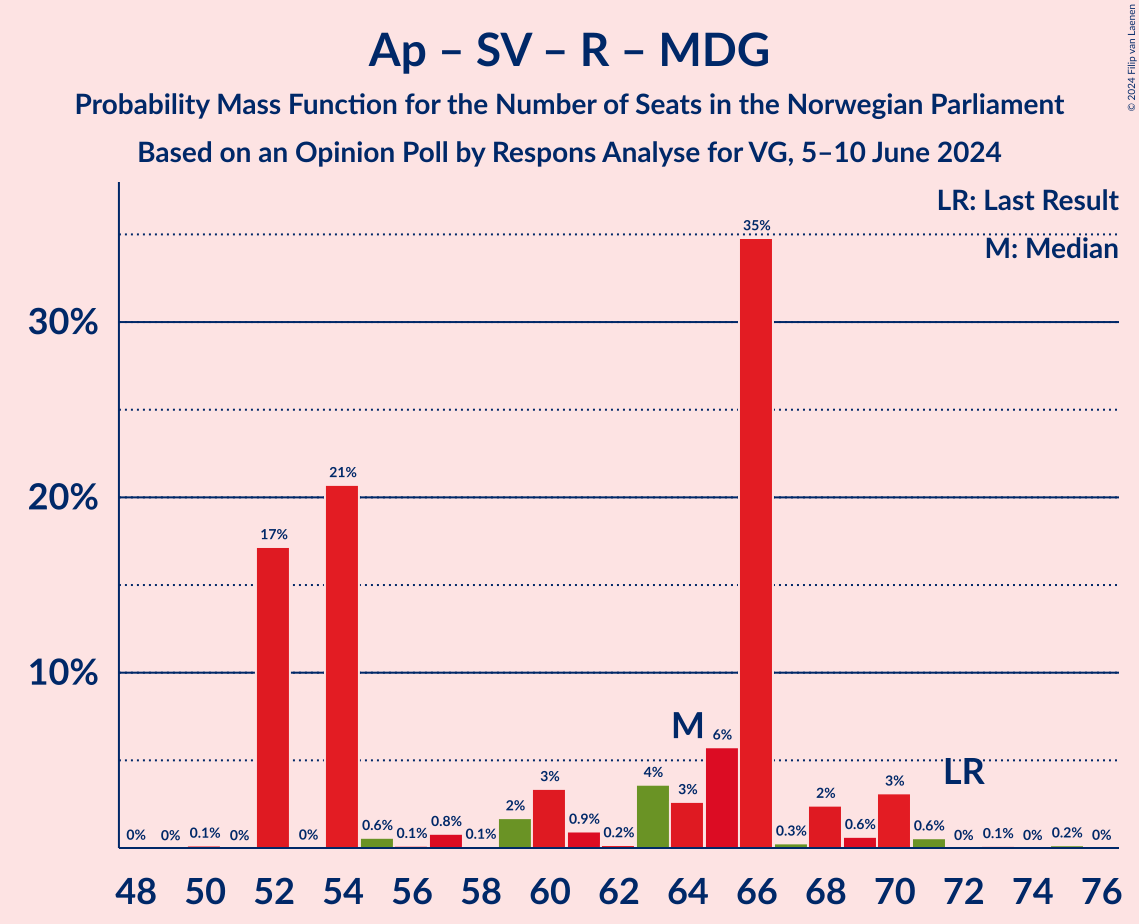 Ap – SV – R – MDG
Probability Mass Function for the Number of Seats in the Norwegian Parliament
Based on an Opinion Poll by Respons Analyse for VG, 5–10 June 2024
© 2024 Filip van Laenen
LR: Last Result
M: Median
30%
20%
10%
0% 0% 0.1% 0% 17% 0% 21% 0.6% 0.1% 0.8% 0.1% 2% 3% 0.9% 0.2% 4% 3% 6% 35% 0.3% 2% 0.6% 3% 0.6% 0% 0.1% 0% 0.2% 0%
M
LR
48 50 52 54 56 58 60 62 64 66 68 70 72 74 76